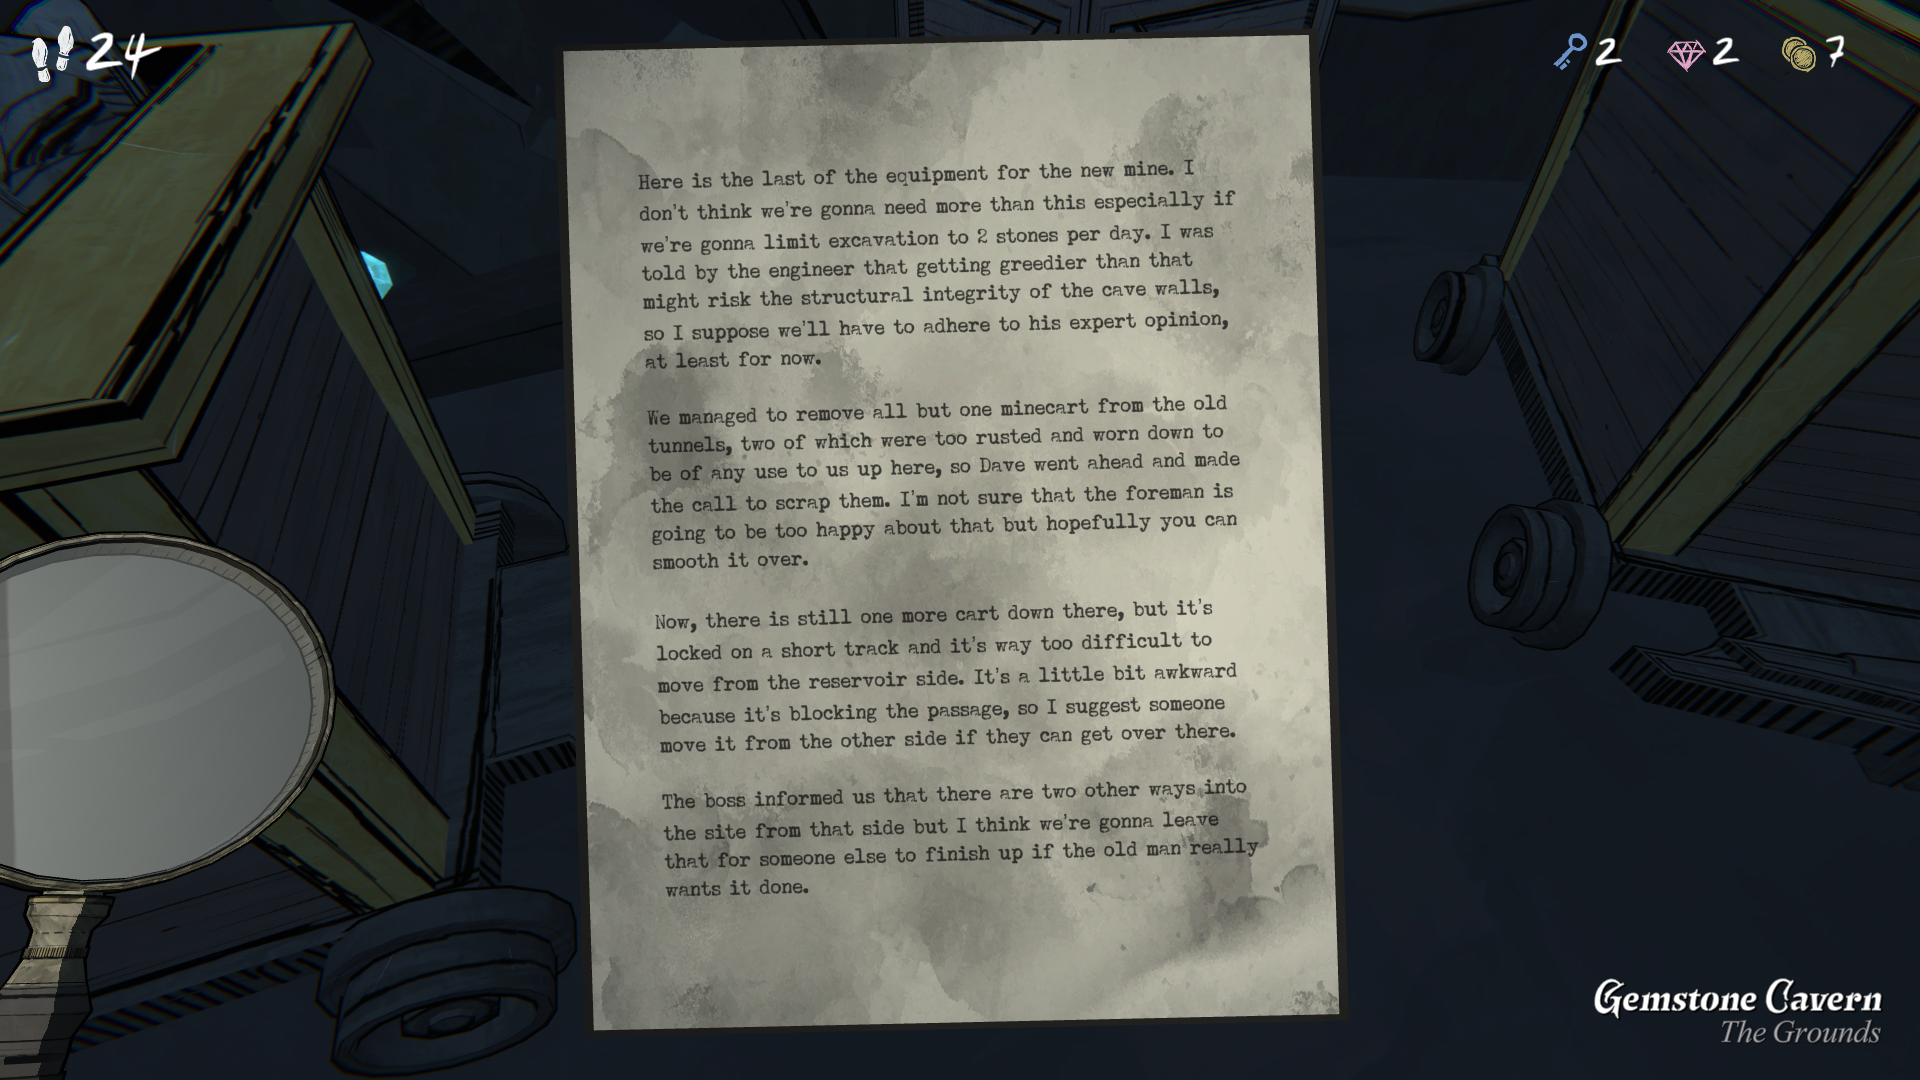 24
2
2
7
Here is the last of the equipment for the new mine. I
don't think we're gonna need more than this especially if
we're gonna limit excavation to 2 stones per day. I was
told by the engineer that getting greedier than that
might risk the structural integrity of the cave walls,
so I suppose we'll have to adhere to his expert opinion,
at least for now.
We managed to remove all but one minecart from the old
tunnels, two of which were too rusted and worn down to
be of any use to us up here, so Dave went ahead and made
the call to scrap them. I'm not sure that the foreman is
going to be too happy about that but hopefully you can
smooth it over.
Now, there is still one more cart down there, but it's
locked on a short track and it's way too difficult to
move from the reservoir side. It's a little bit awkward
because it's blocking the passage, so I suggest someone
move it from the other side if they can get over there.
The boss informed us that there are two other ways into
the site from that side but I think we're gonna leave
that for someone else to finish up if the old man really
wants it done.
Gemstone Cavern
The Grounds